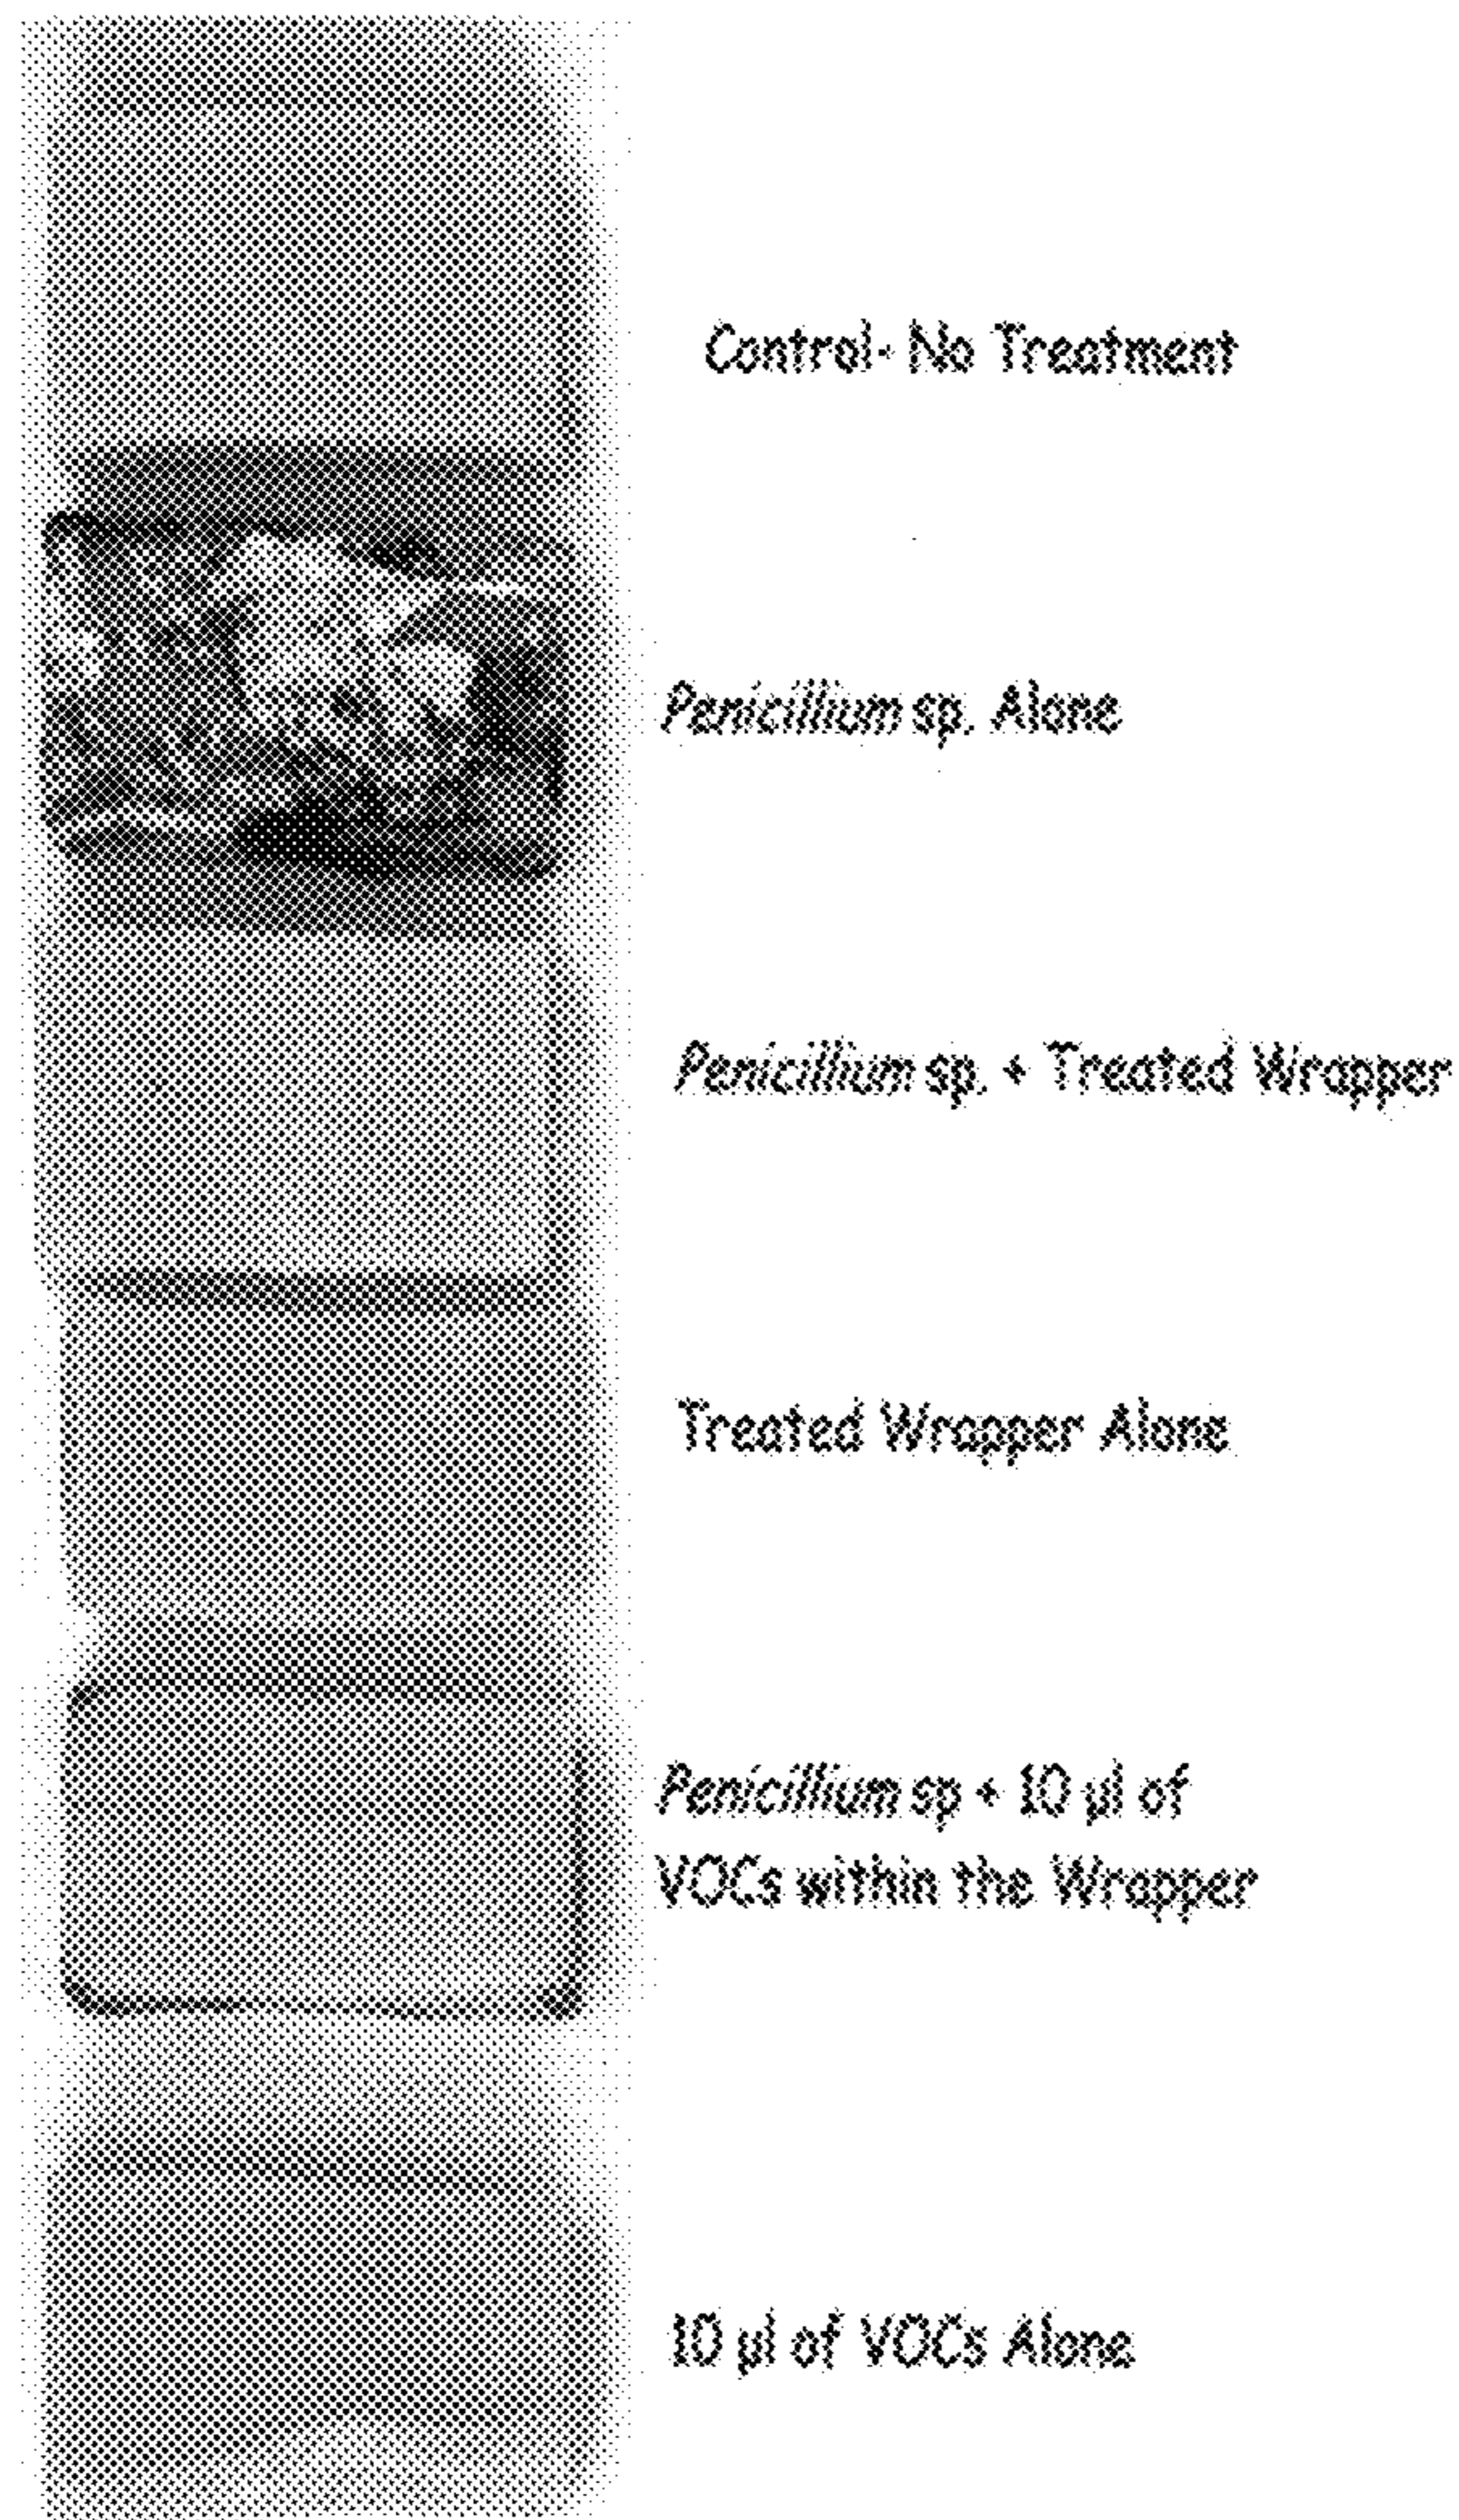 Control- No Treatment
Penicillium sp. Alone
Penicillium sp. + Treated Wrapper
Treated Wrapper Alone
Penicillium sp + 10 µl of
VOCs within the Wrapper
10 µl of VOCs Alone